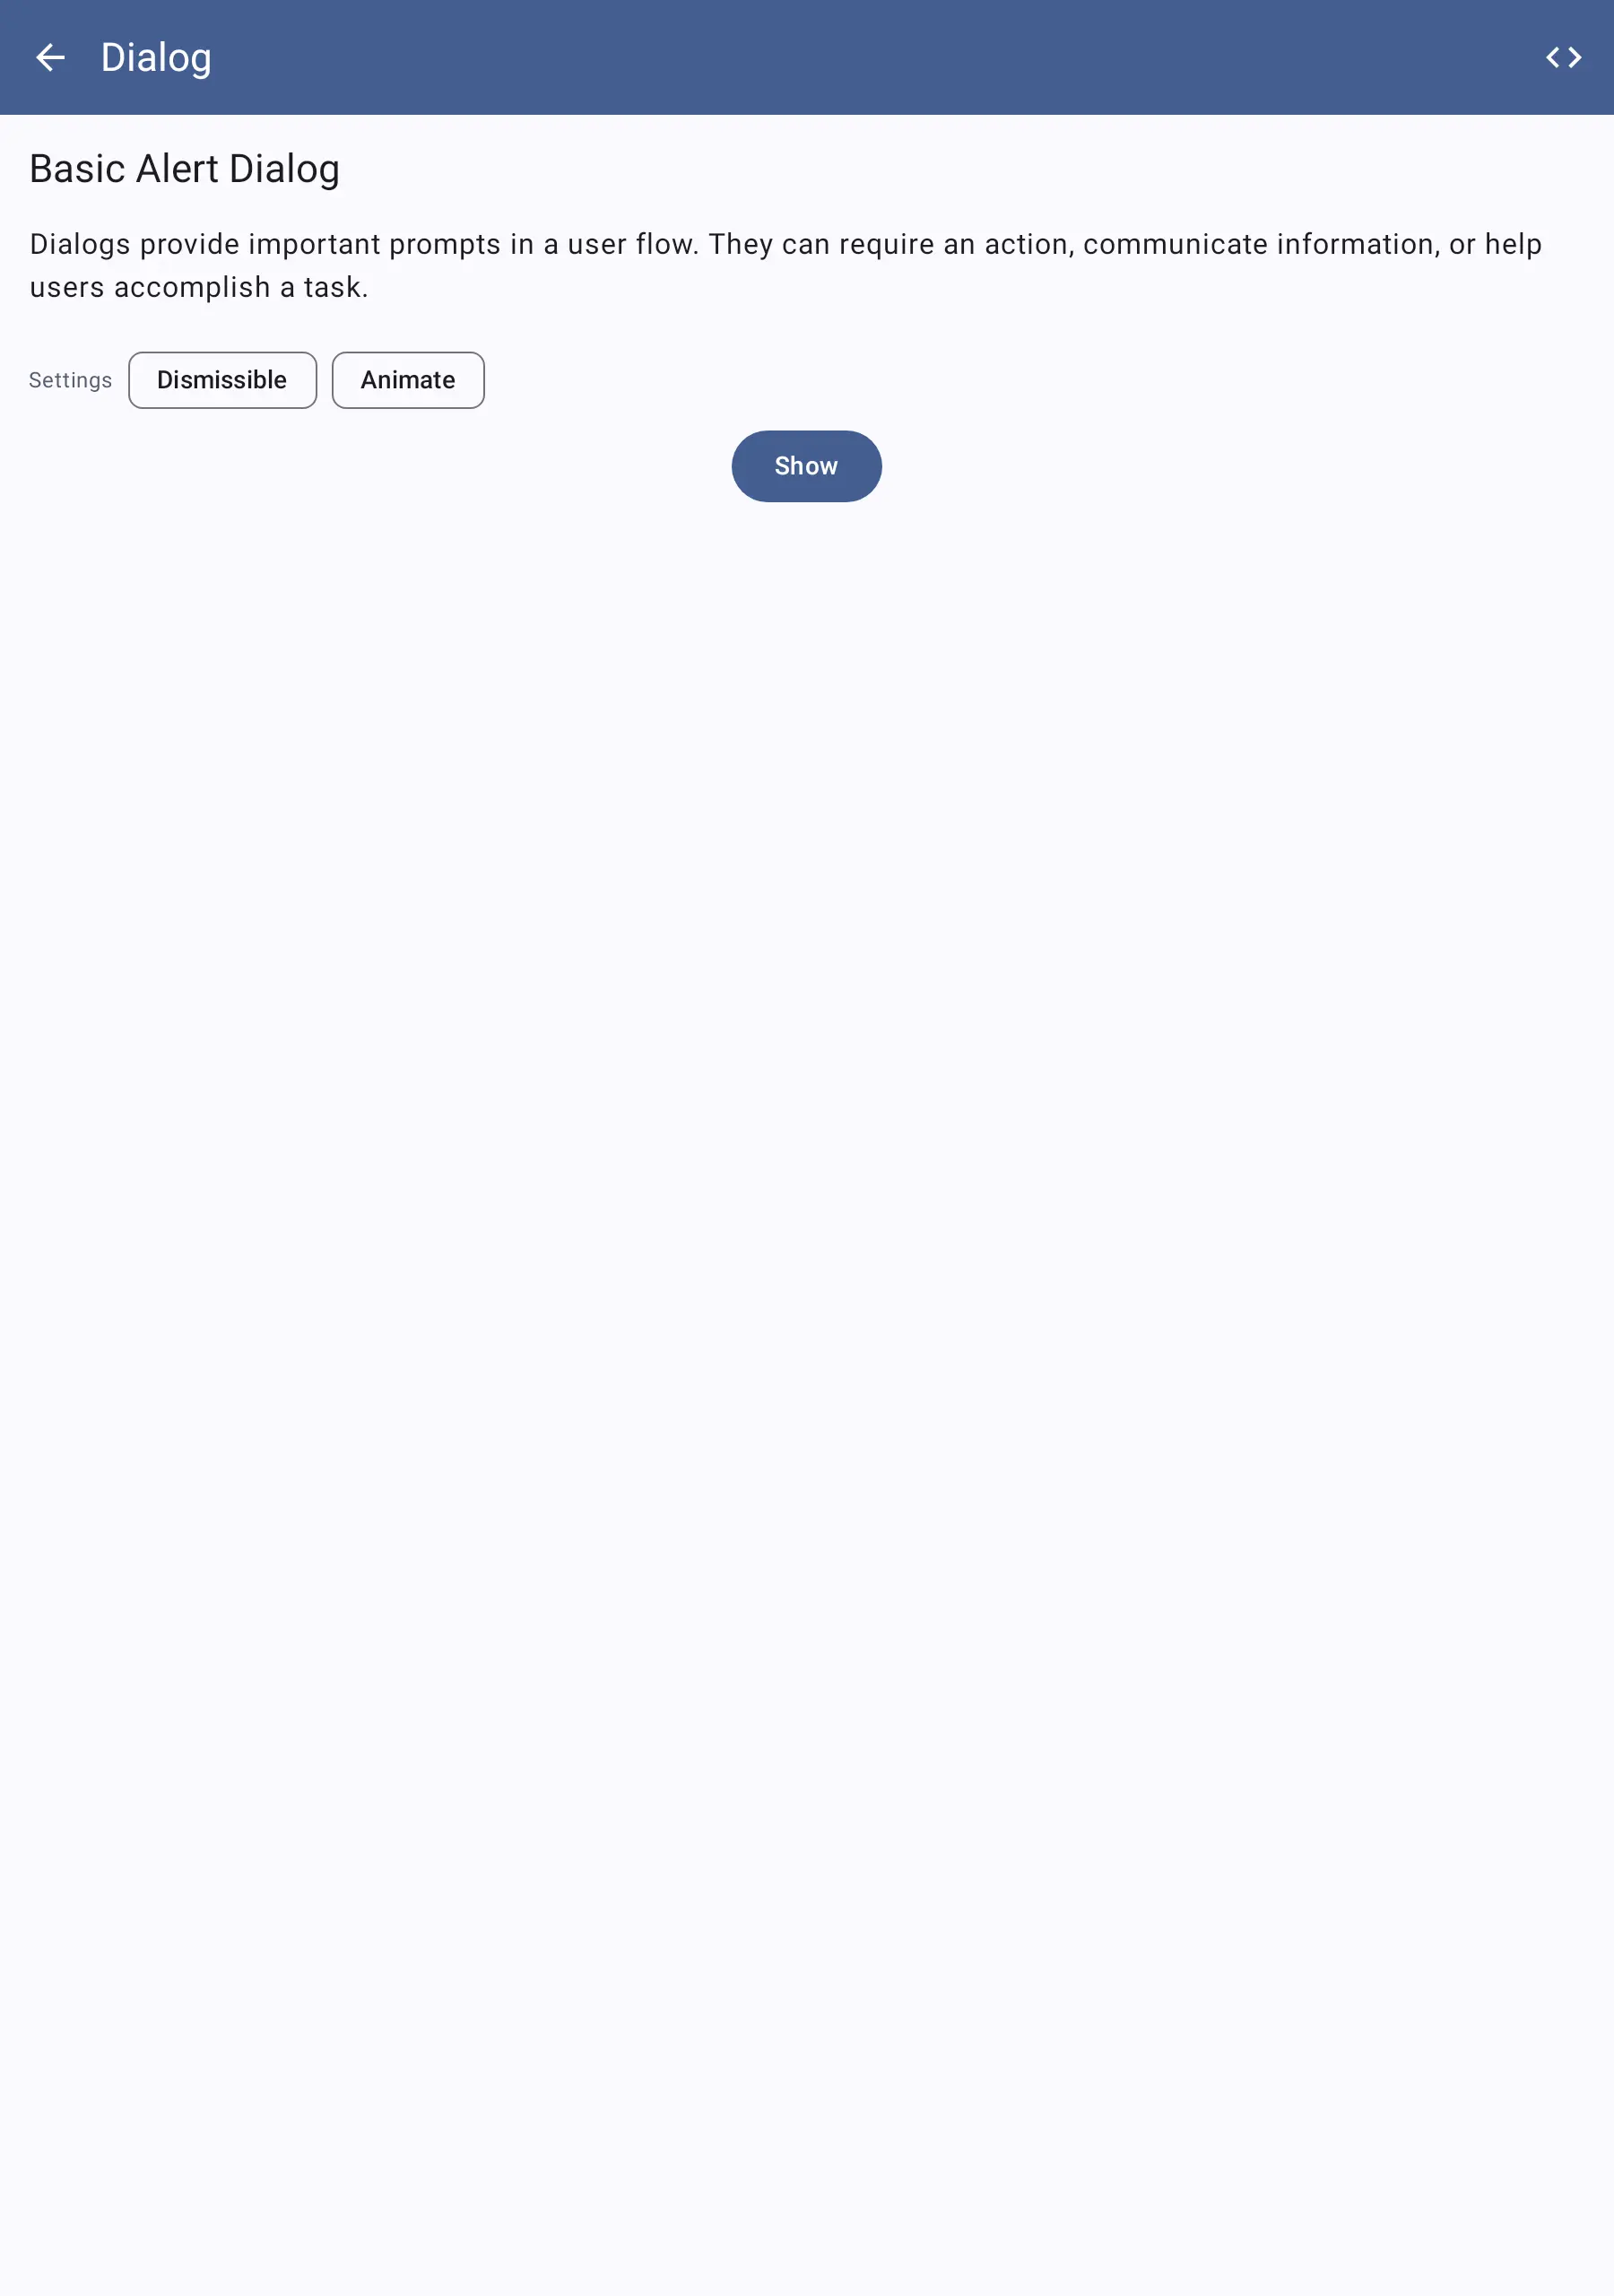 Dialog
Basic Alert Dialog
Dialogs provide important prompts in a user flow. They can require an action, communicate information, or help
users accomplish a task.
Settings Dismissible Animate
Show